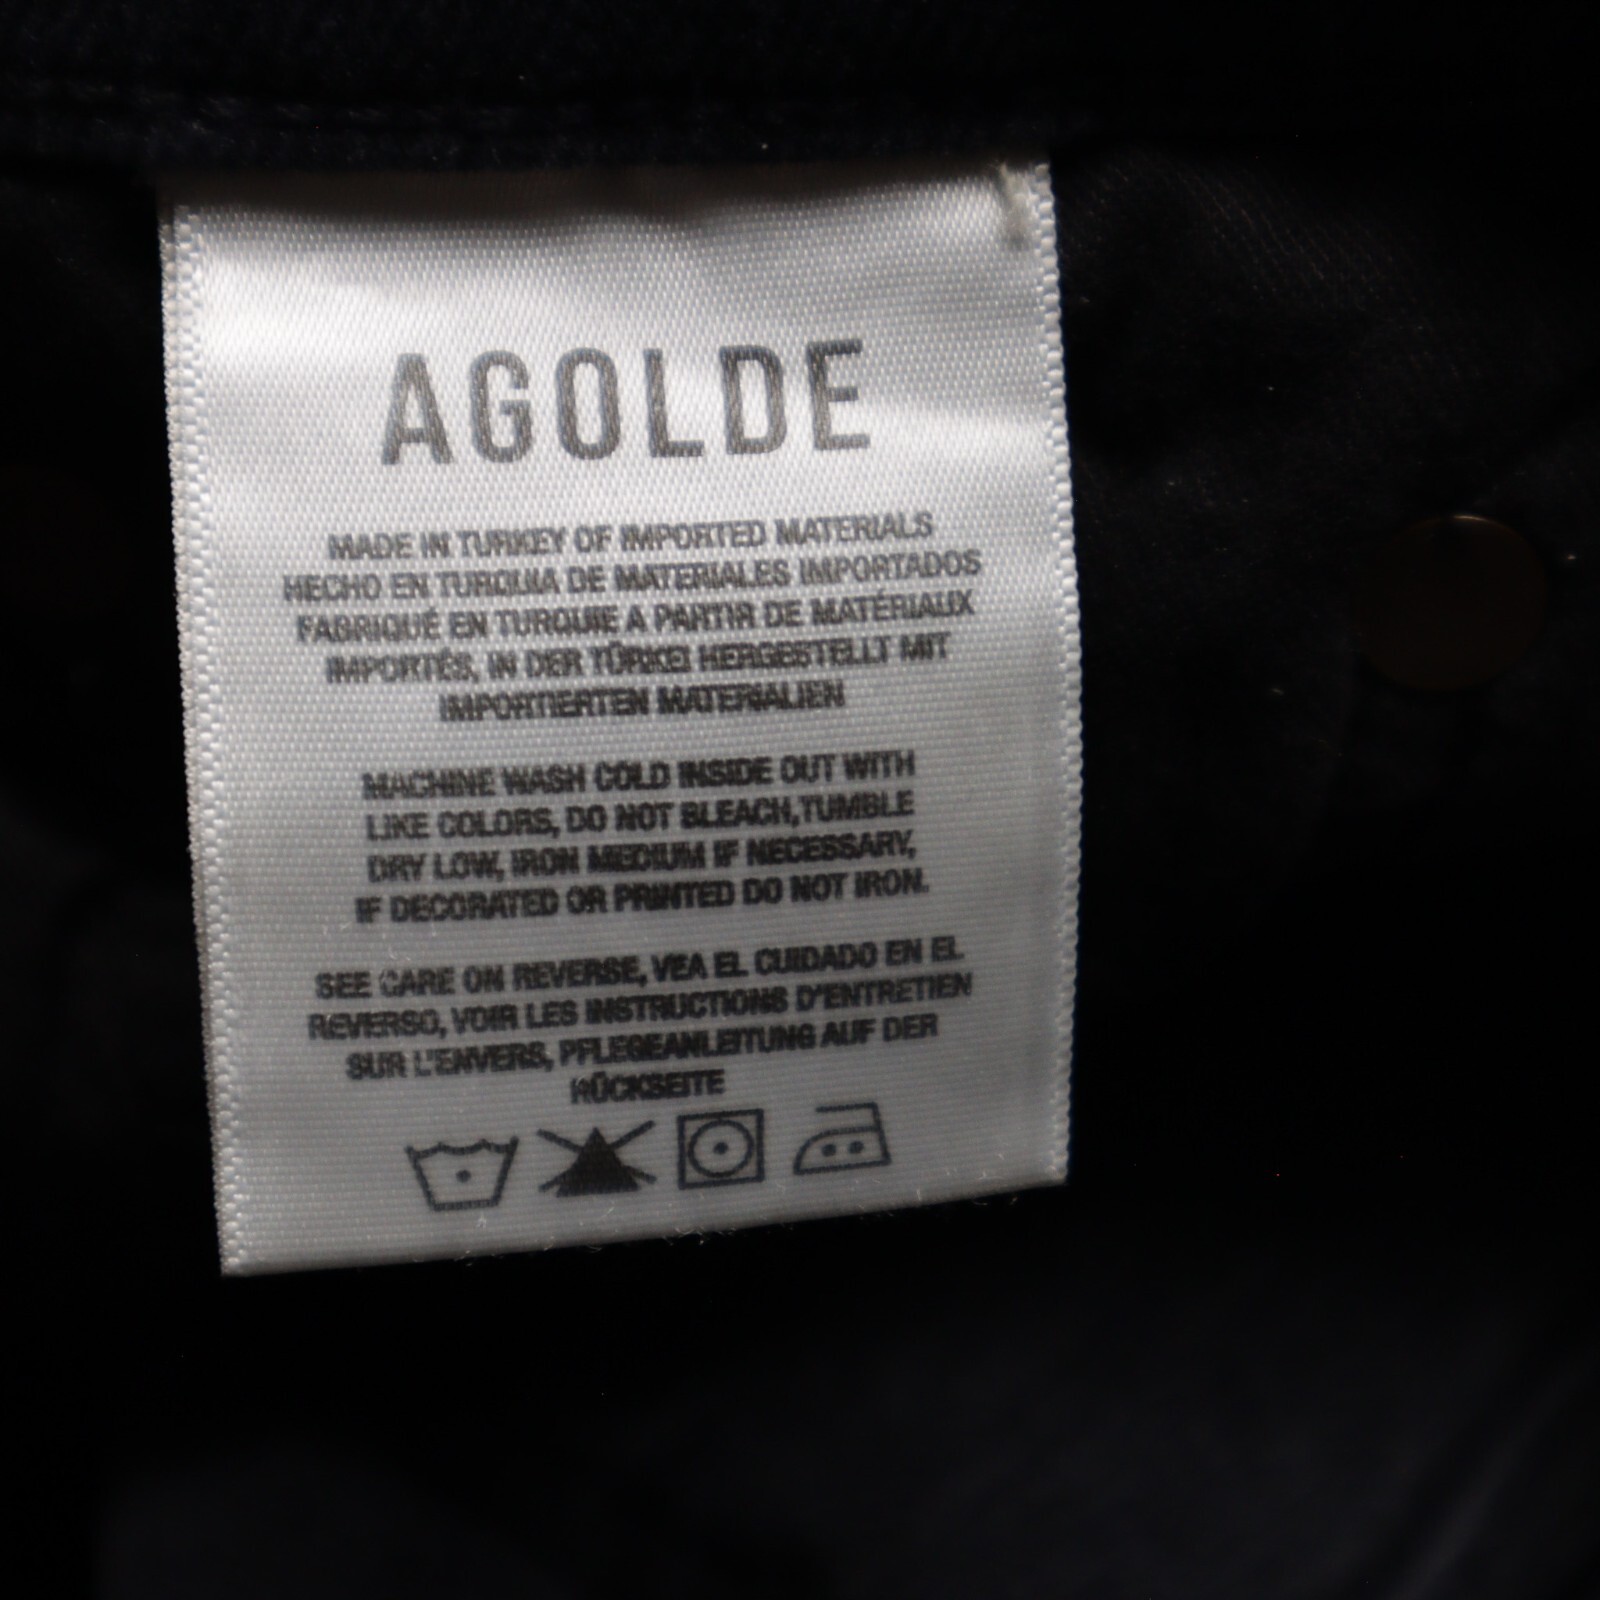 AGOLDE
MADE IN TURKEY OF IMPORTED MATERIALS
HECHO EN TURQUIA DE MATERIALES IMPORTADOS
FABRIQUÉ EN TURQUIE A PARTIR DE MATÉRIAUX
IMPORTÉS, IN DER TÜRKEI HERGESTELLT MIT
IMPORTIERTEN MATERIALIEN
MACHINE WASH COLD INSIDE OUT WITH
LIKE COLORS, DO NOT BLEACH, TUMBLE
DRY LOW, IRON MEDIUM IF NECESSARY,
IF DECORATED OR PRINTED DO NOT IRON.
SEE CARE ON REVERSE, VEA EL CUIDADO EN EL
REVERSO, VOIR LES INSTRUCTIONS D'ENTRETIEN
SUR L'ENVERS, PFLEGEANLEITUNG AUF DER
RÜCKSEITE